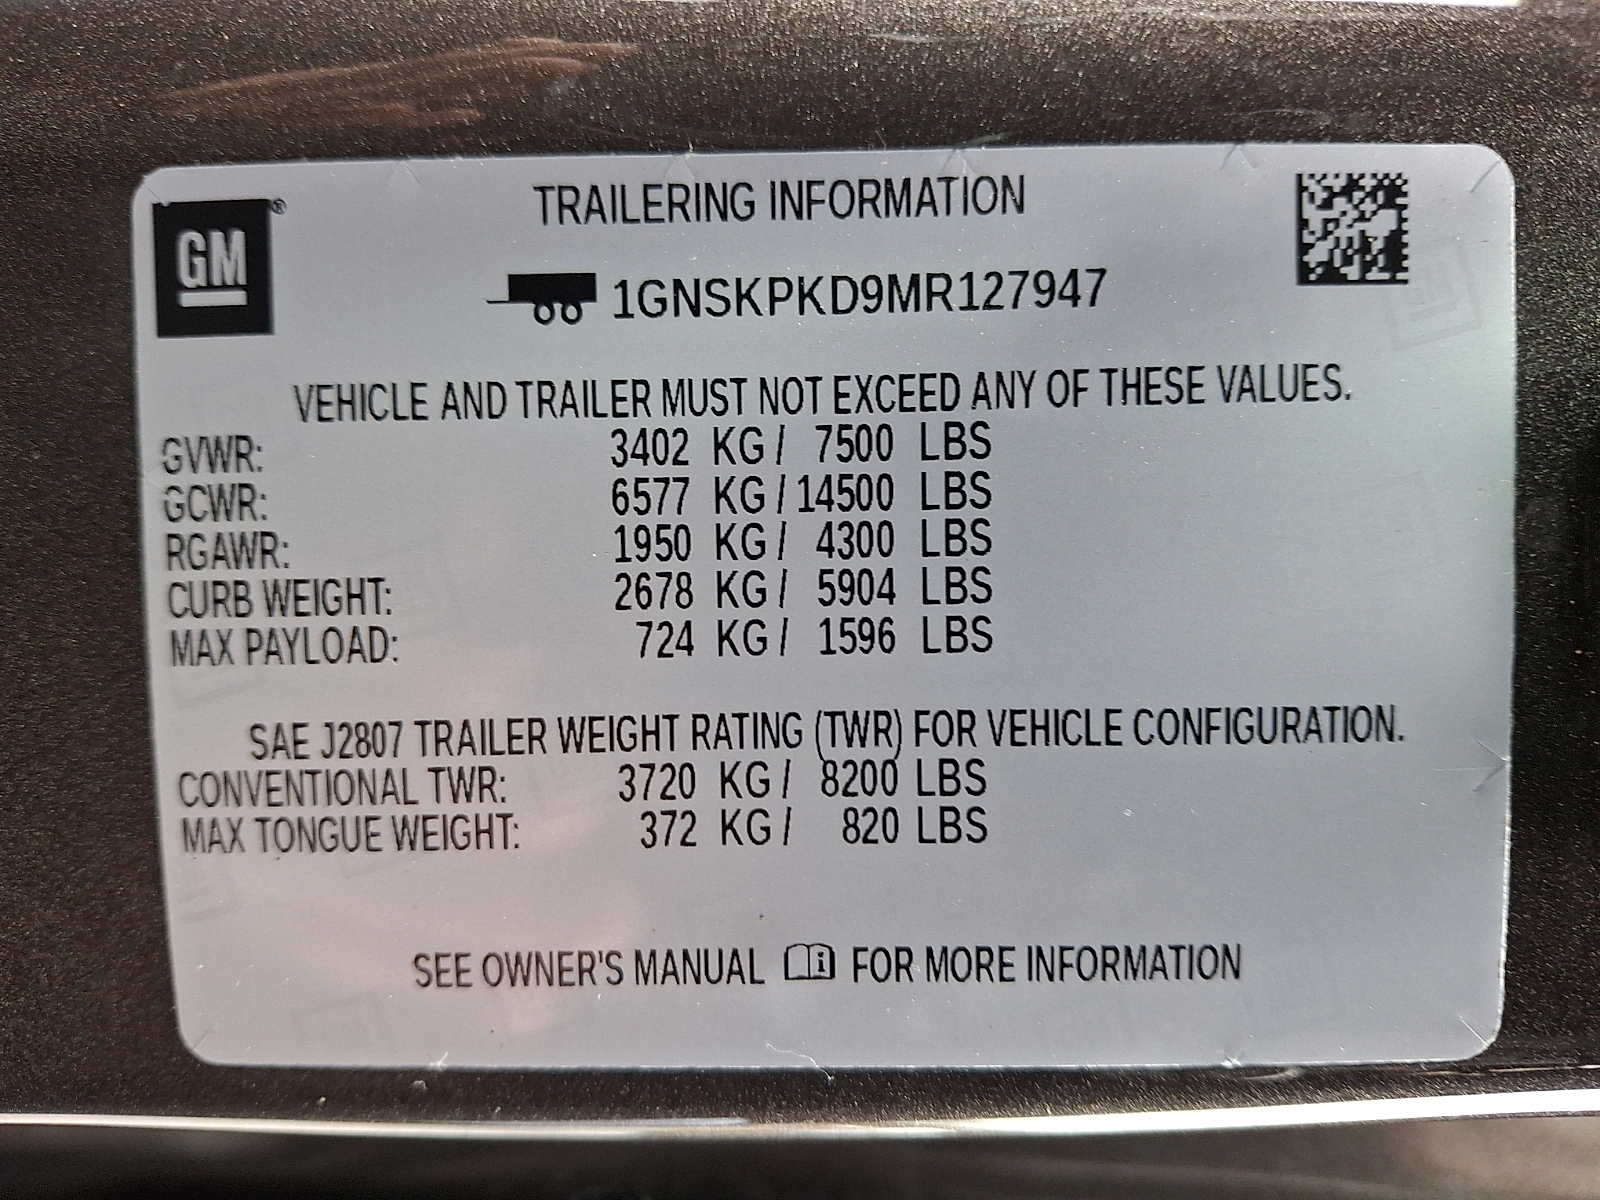 GM ®
TRAILERING INFORMATION
1GNSKPKD9MR127947
VEHICLE AND TRAILER MUST NOT EXCEED ANY OF THESE VALUES.
GVWR: 3402 KG / 7500 LBS
GCWR: 6577 KG / 14500 LBS
RGAWR: 1950 KG / 4300 LBS
CURB WEIGHT: 2678 KG / 5904 LBS
MAX PAYLOAD: 724 KG / 1596 LBS
SAE J2807 TRAILER WEIGHT RATING (TWR) FOR VEHICLE CONFIGURATION.
CONVENTIONAL TWR: 3720 KG / 8200 LBS
MAX TONGUE WEIGHT: 372 KG / 820 LBS
SEE OWNER'S MANUAL i FOR MORE INFORMATION